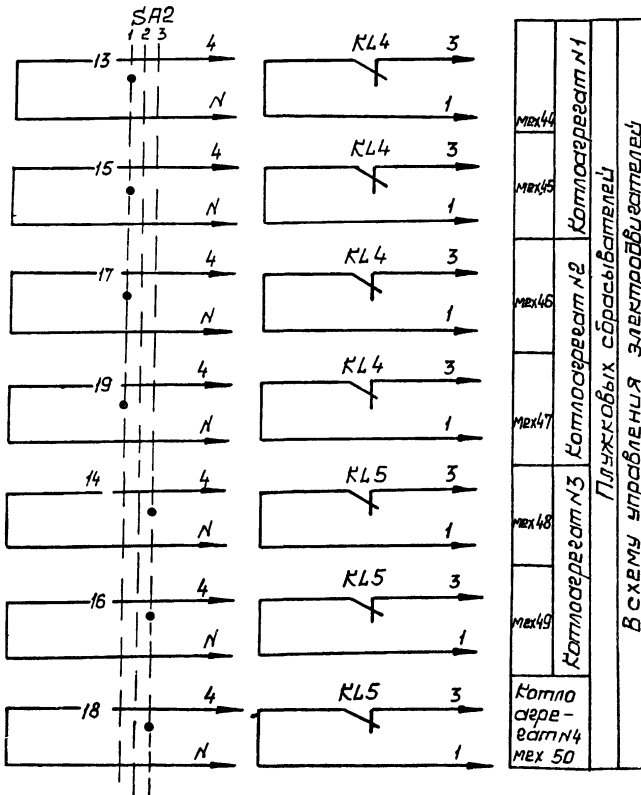 SA2
1 2 3
13 4 KL4 3
N 1
15 4 KL4 3
N 1
17 4 KL4 3
N 1
19 4 KL4 3
N 1
14 4 KL5 3
N 1
16 4 KL5 3
N 1
18 4 KL5 3
N 1
мех44
мех45
мех46
мех47
мех48
мех49
Котло
агре-
гат N4
мех 50
Котлоагрегат N1
Котлоагрегат N2
Котлоагрегат N3
Плужковых сбрасывателей
В схему управления электродвигателей